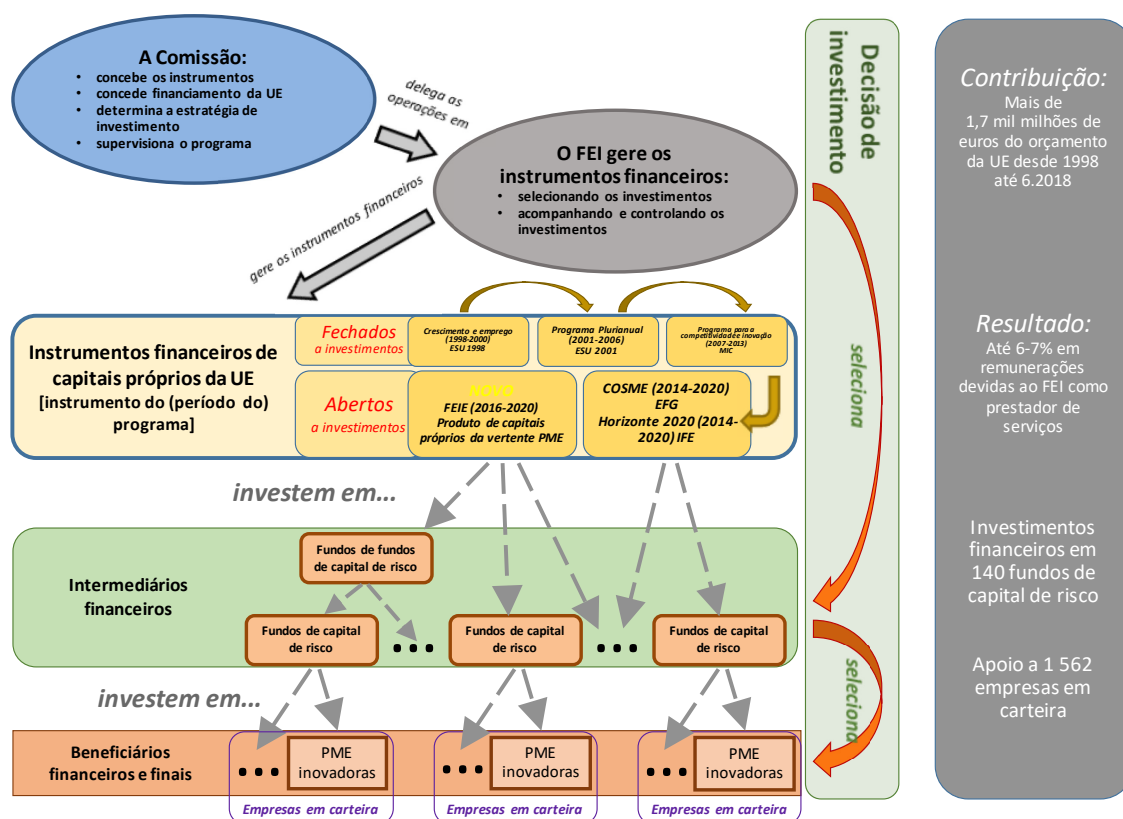 A Comissão:
• concebe os instrumentos
• concede financiamento da UE
• determina a estratégia de
investimento
• supervisiona o programa
delega as
operações em
O FEI gere os
instrumentos financeiros:
• selecionando os investimentos
• acompanhando e controlando os
investimentos
gere os instrumentos financeiros
Decisão de
investimento
seleciona
seleciona
Contribuição:
Mais de
1,7 mil milhões de
euros do orçamento
da UE desde 1998
até 6.2018
Resultado:
Até 6-7% em
remunerações
devidas ao FEI como
prestador de
serviços
Investimentos
financeiros em
140 fundos de
capital de risco
Apoio a 1 562
empresas em
carteira
Instrumentos financeiros de
capitais próprios da UE
[instrumento do (período do)
programa]
Fechados
a investimentos
Crescimento e emprego
(1998-2000)
ESU 1998
Programa Plurianual
(2001-2006)
ESU 2001
Programa para a
competitividade e inovação
(2007-2013)
MIC
Abertos
a investimentos
NOVO
FEIE (2016-2020)
Produto de capitais
próprios da vertente PME
COSME (2014-2020)
EFG
Horizonte 2020 (2014-
2020) IFE
investem em...
Intermediários
financeiros
Fundos de fundos
de capital de risco
Fundos de capital
de risco
...
Fundos de capital
de risco
...
Fundos de capital
de risco
investem em...
Beneficiários
financeiros e finais
...
PME
inovadoras
...
PME
inovadoras
...
PME
inovadoras
Empresas em carteira
Empresas em carteira
Empresas em carteira